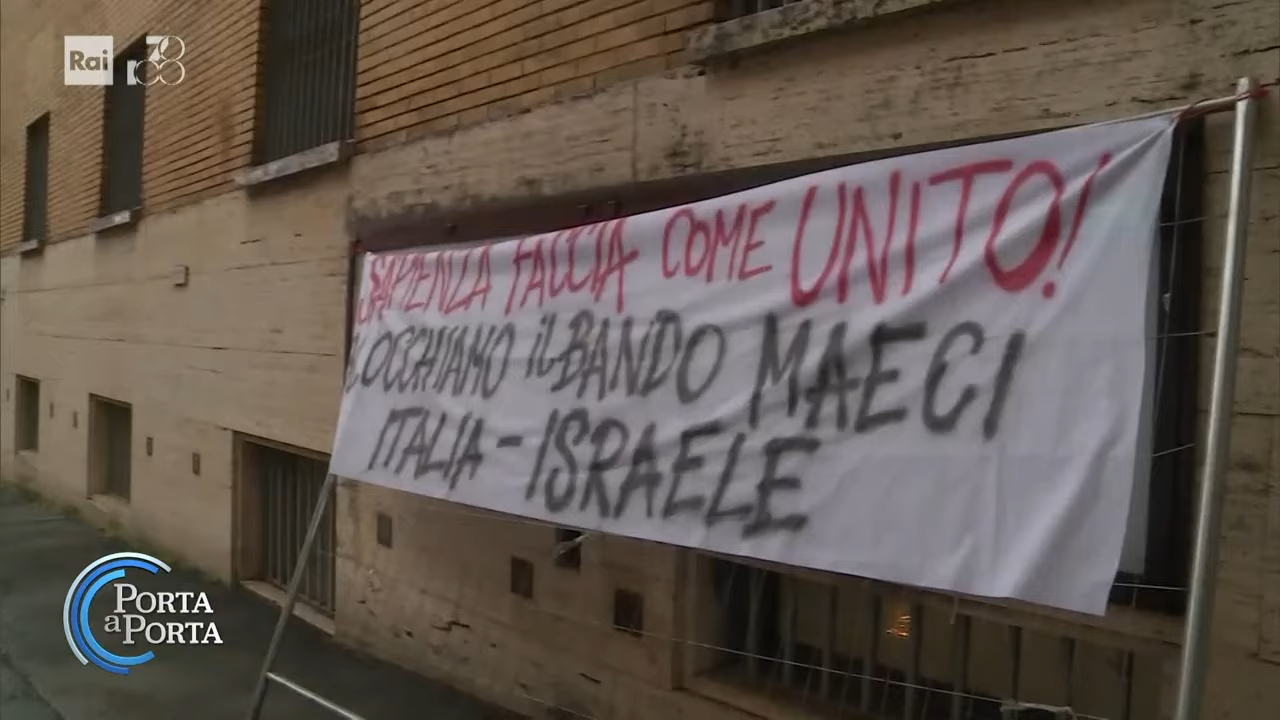 Rai
SAPIENZA FACCIA COME UNITO!
BLOCCHIAMO IL BANDO MAECI
ITALIA - ISRAELE
PORTA
a PORTA